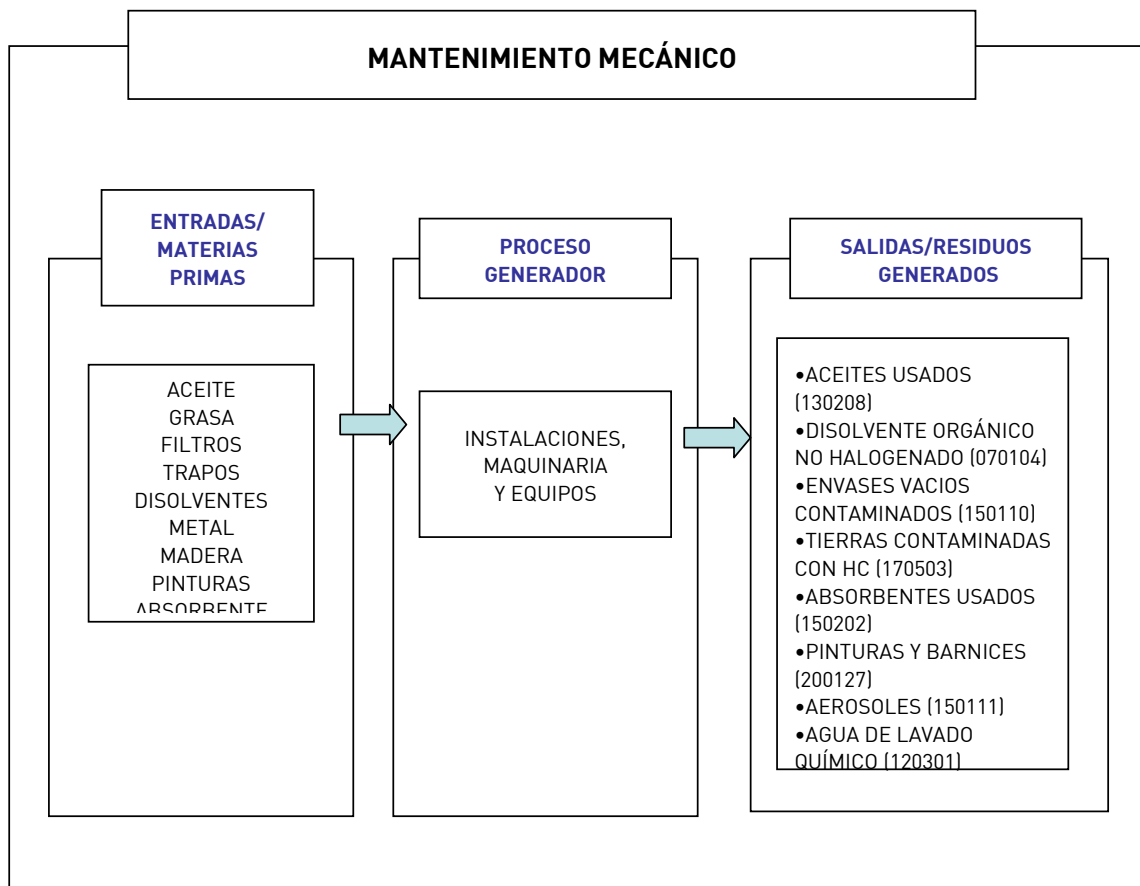 MANTENIMIENTO MECÁNICO
ENTRADAS/
MATERIAS
PRIMAS
ACEITE
GRASA
FILTROS
TRAPOS
DISOLVENTES
METAL
MADERA
PINTURAS
ABSORBENTE
PROCESO
GENERADOR
INSTALACIONES,
MAQUINARIA
Y EQUIPOS
SALIDAS/RESIDUOS
GENERADOS
•ACEITES USADOS
(130208)
•DISOLVENTE ORGÁNICO
NO HALOGENADO (070104)
•ENVASES VACIOS
CONTAMINADOS (150110)
•TIERRAS CONTAMINADAS
CON HC (170503)
•ABSORBENTES USADOS
(150202)
•PINTURAS Y BARNICES
(200127)
•AEROSOLES (150111)
•AGUA DE LAVADO
QUÍMICO (120301)